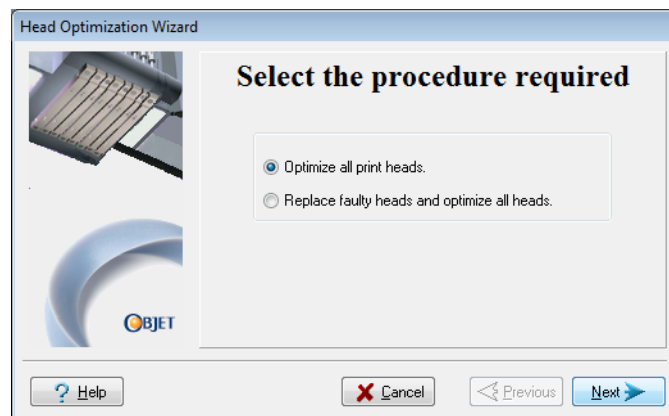 Head Optimization Wizard
Select the procedure required
Optimize all print heads.
Replace faulty heads and optimize all heads.
OBJET
? Help
Cancel
Previous
Next